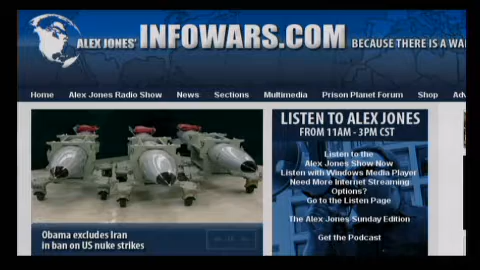 ALEX JONES' INFOWARS.COM BECAUSE THERE IS A WA
Home Alex Jones Radio Show News Sections Multimedia Prison Planet Forum Shop Adv
LISTEN TO ALEX JONES
FROM 11AM - 3PM CST
Listen to the
Alex Jones Show Now
Listen with Windows Media Player
Need More Internet Streaming
Options?
Go to the Listen Page
The Alex Jones Sunday Edition
Get the Podcast
Obama excludes Iran
in ban on US nuke strikes